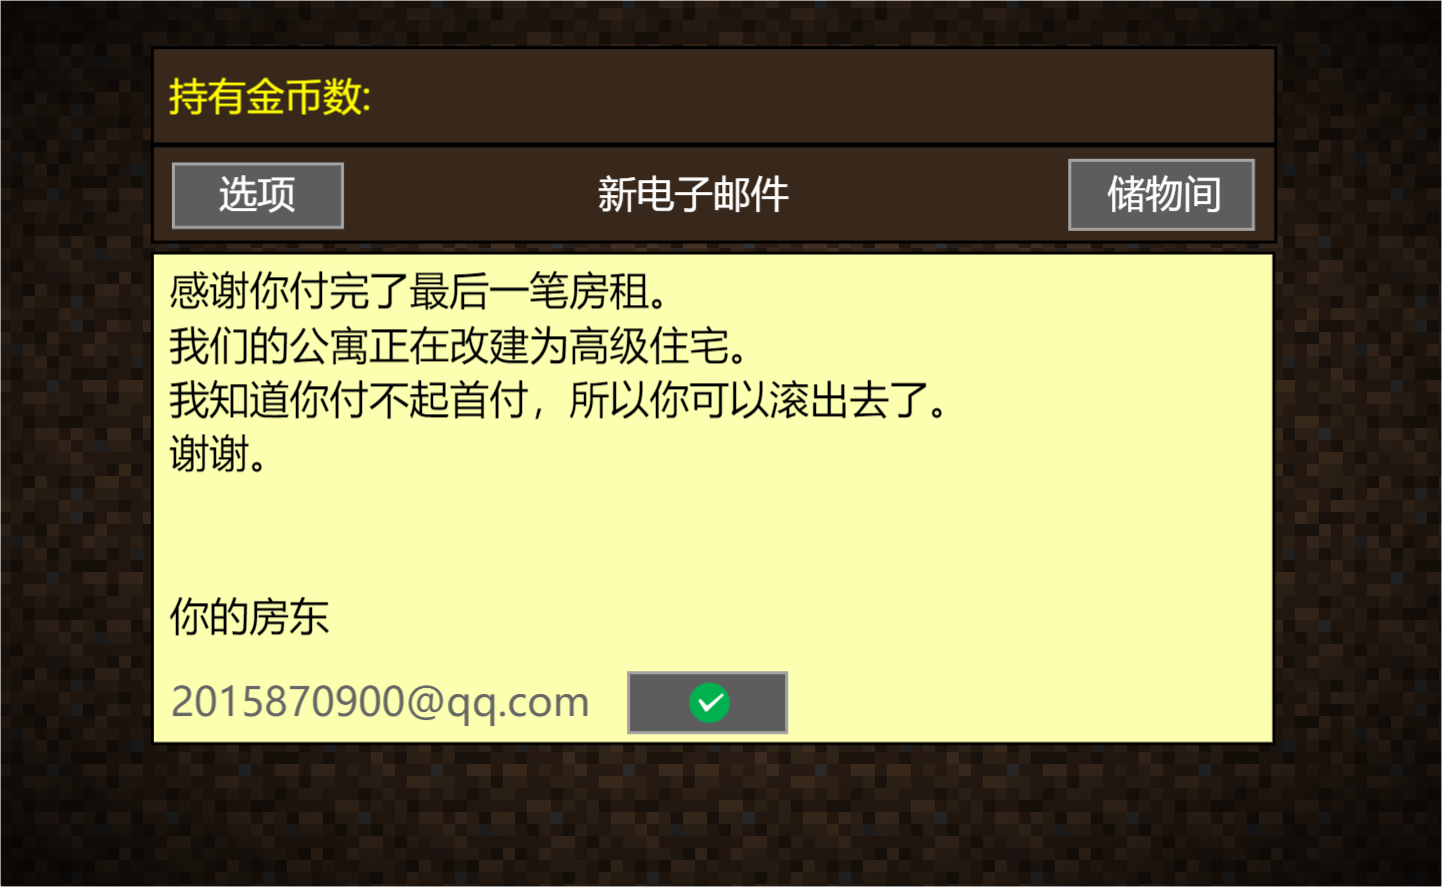 持有金币数:
选项
新电子邮件
储物间
感谢你付完了最后一笔房租。
我们的公寓正在改建为高级住宅。
我知道你付不起首付，所以你可以滚出去了。
谢谢。
你的房东
2015870900@qq.com